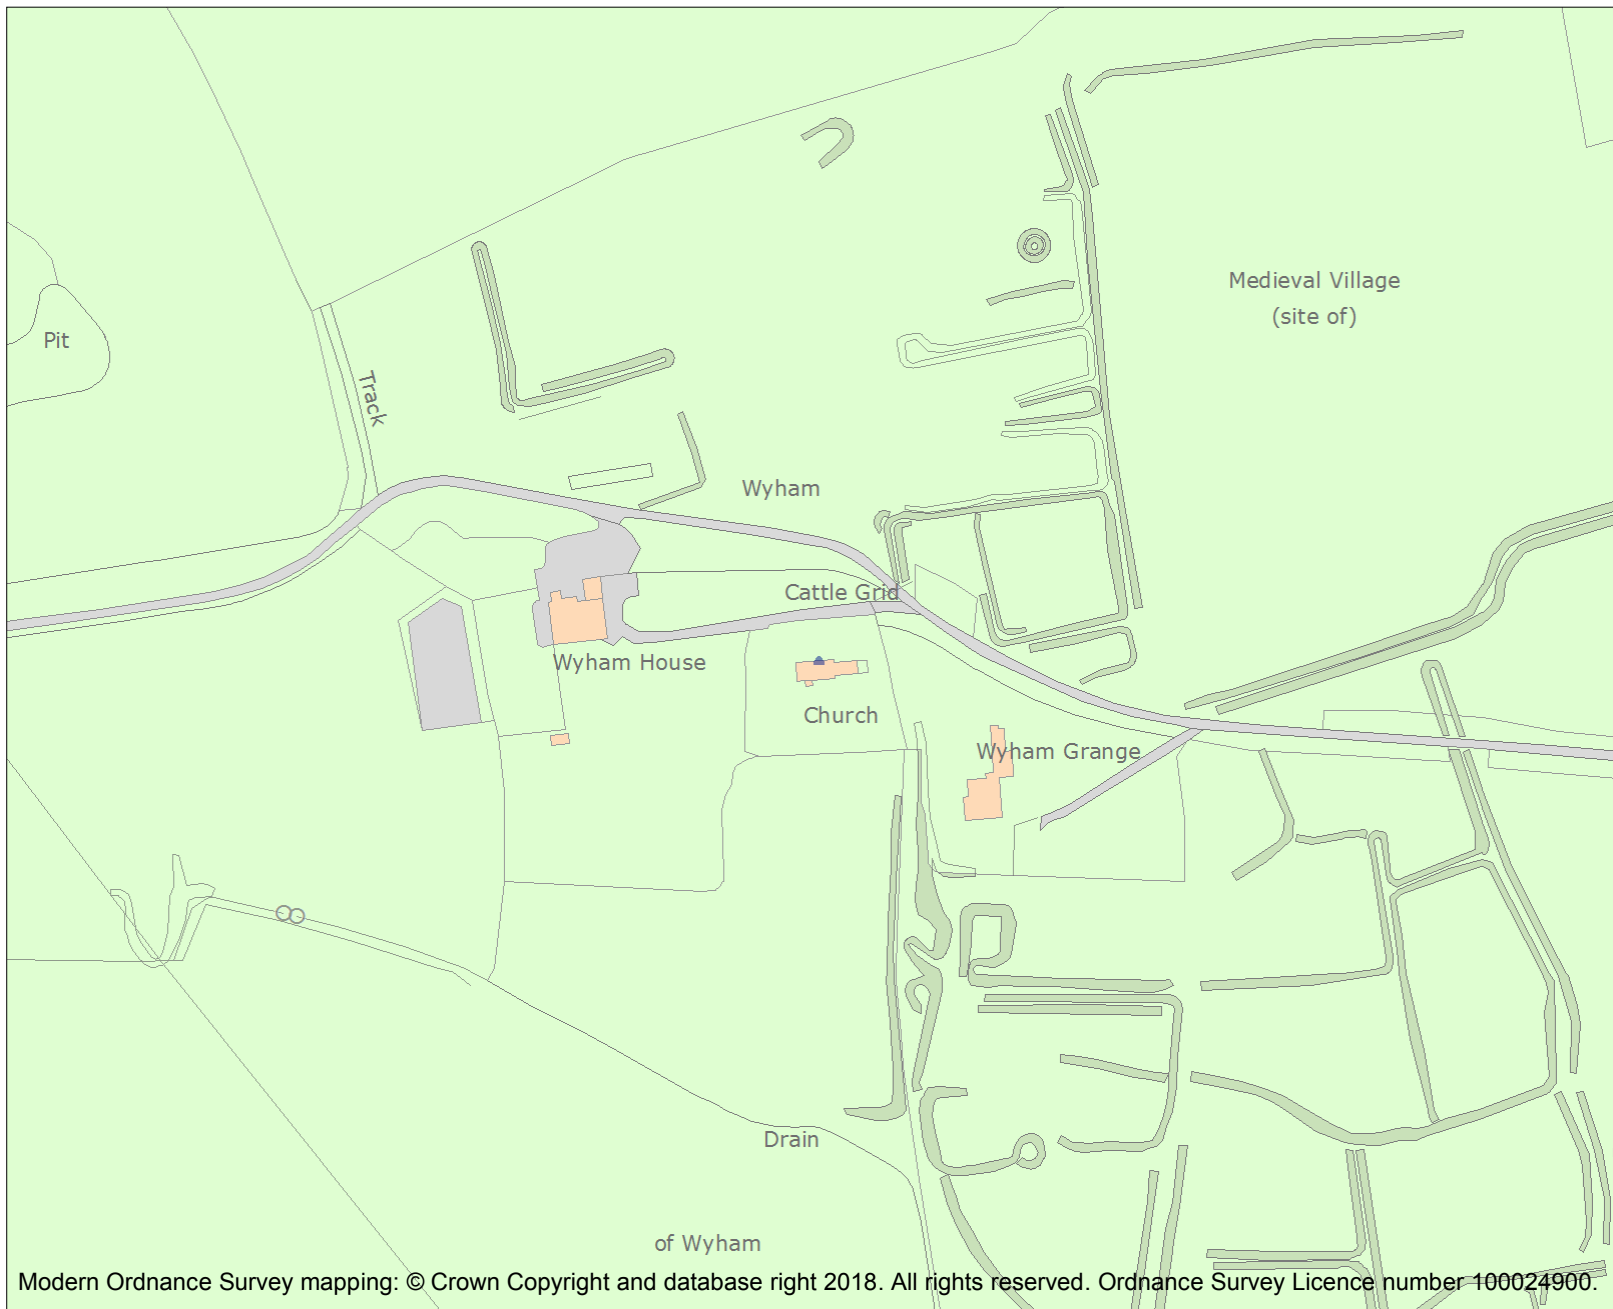 Medieval Village
(site of)
Pit
Track
Wyham
Cattle Grid
Wyham House
Church
Wyham Grange
Drain
of Wyham
Modern Ordnance Survey mapping: © Crown Copyright and database right 2018. All rights reserved. Ordnance Survey Licence number 100024900.